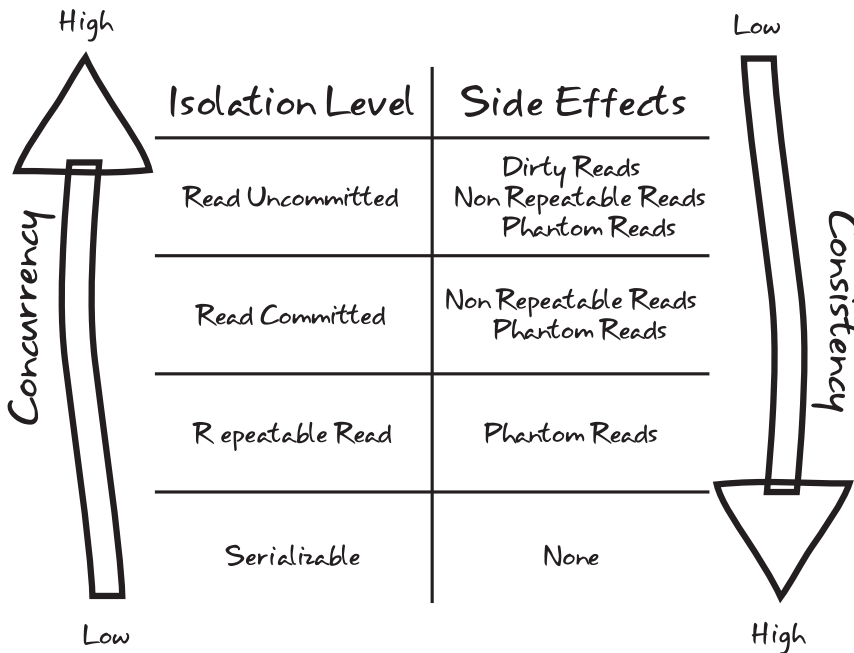 High
Low
Isolation Level
Side Effects
Read Uncommitted
Dirty Reads
Non Repeatable Reads
Phantom Reads
Read Committed
Non Repeatable Reads
Phantom Reads
R epeatable Read
Phantom Reads
Serializable
None
Concurrency
Consistency
Low
High